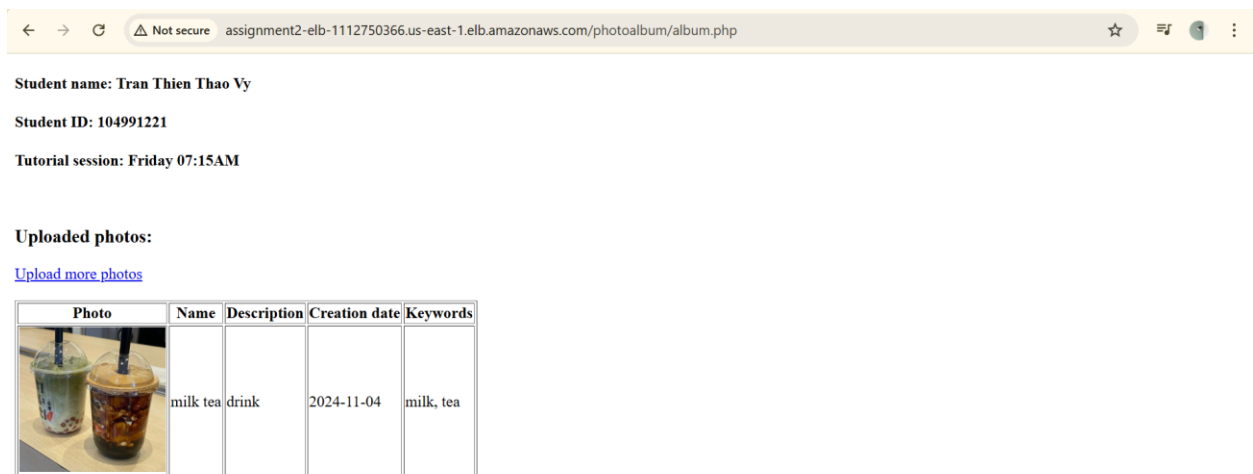 Not secure assignment2-elb-1112750366.us-east-1.elb.amazonaws.com/photoalbum/album.php
Student name: Tran Thien Thao Vy
Student ID: 104991221
Tutorial session: Friday 07:15AM
Uploaded photos:
Upload more photos
Photo Name Description Creation date Keywords
milk tea drink 2024-11-04 milk, tea